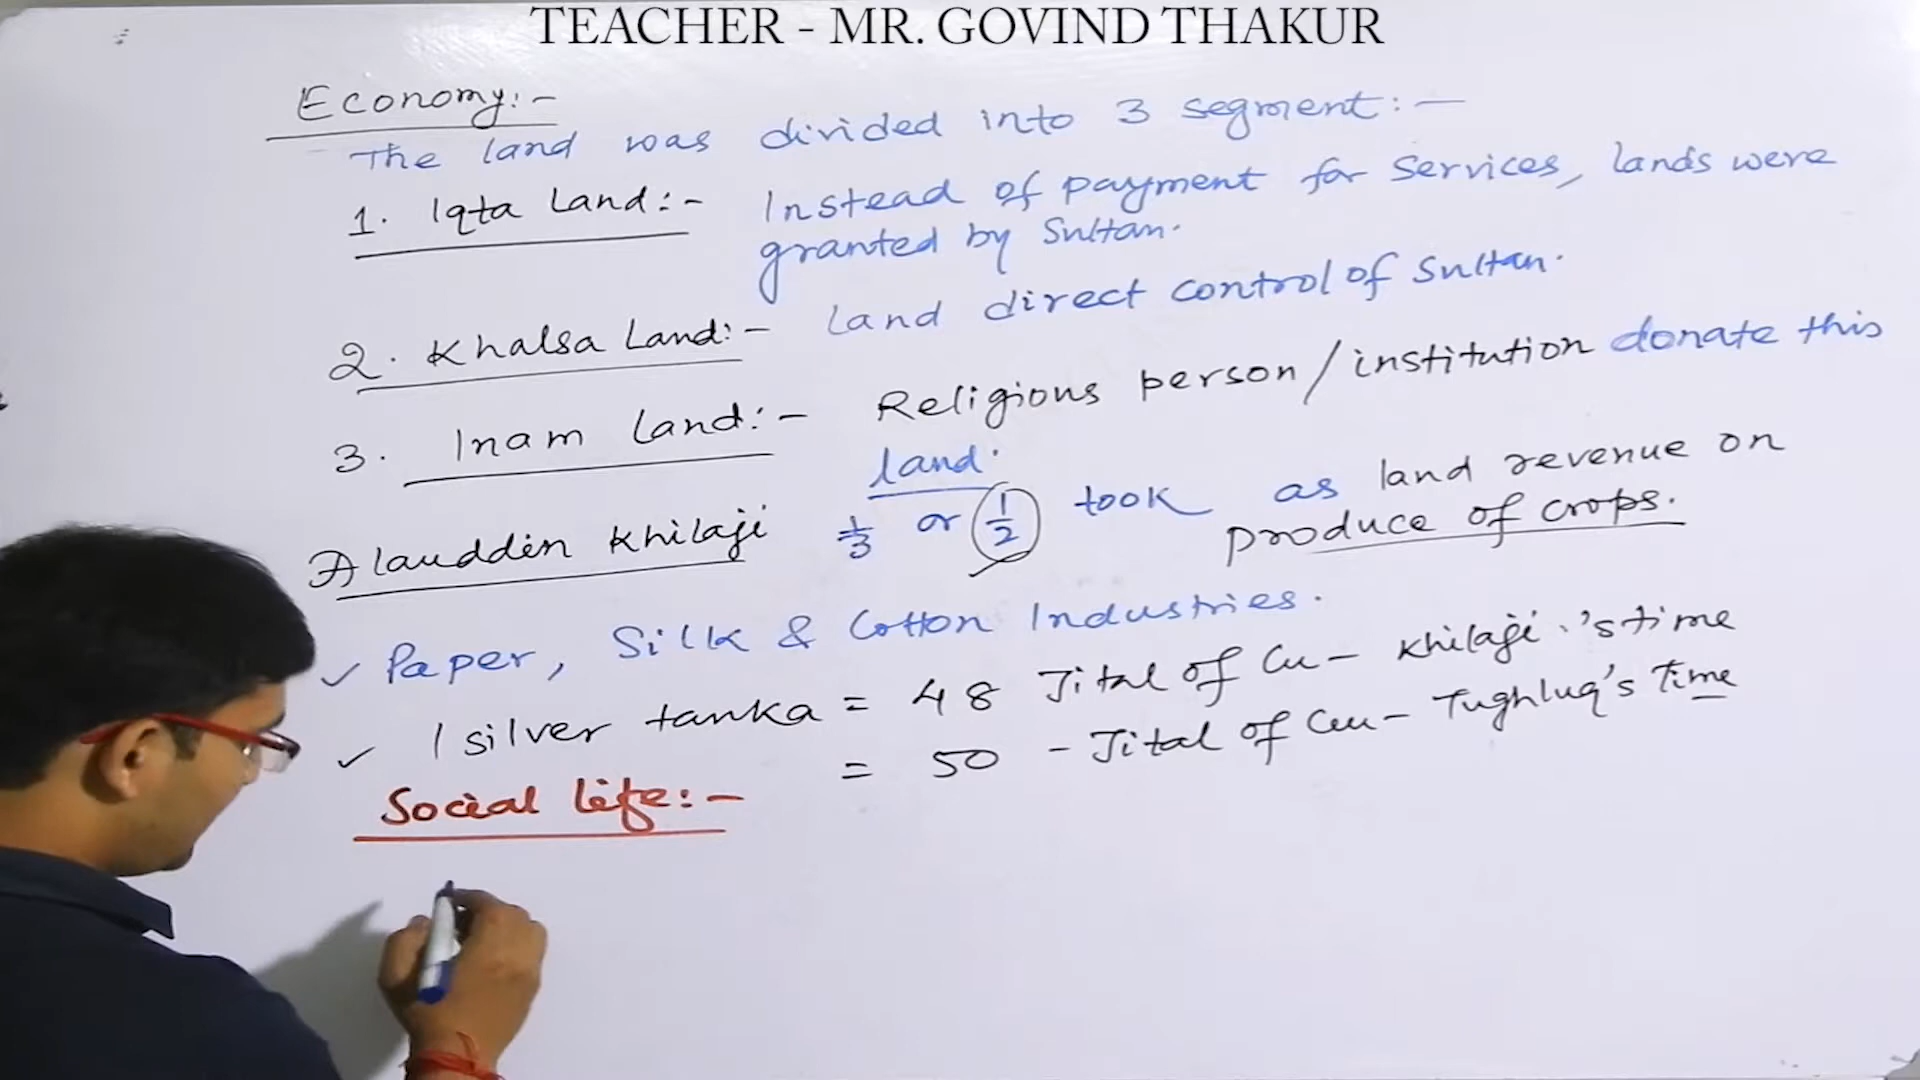 TEACHER - MR. GOVIND THAKUR
Economy:-
The land was divided into 3 segment:-
1. Iqta Land:- Instead of payment for services, lands were
granted by Sultan.
2. Khalsa Land:- Land direct control of Sultan.
3. Inam Land:- Religious person/institution donate this
land.
Alauddin Khilaji 1/3 or 1/2 took as land revenue on
produce of crops.
✓ Paper, Silk & Cotton Industries.
✓ 1 silver tanka = 48 Jital of Cu- Khilaji's time
= 50 - Jital of Cu- Tughluq's Time
Social life:-